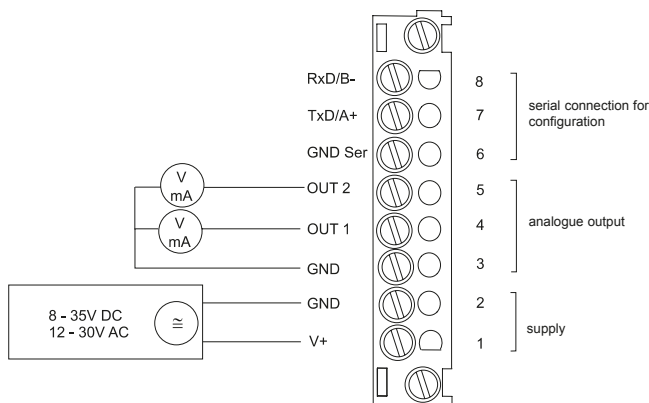 RxD/B-
8
TxD/A+
7
GND Ser
6
serial connection for
configuration
V
mA
OUT 2
5
V
mA
OUT 1
4
analogue output
GND
3
GND
2
8 - 35V DC
12 - 30V AC
≅
supply
V+
1